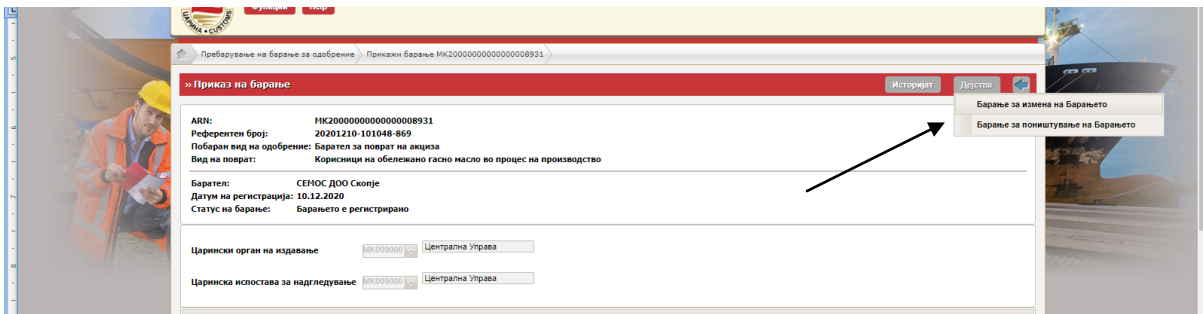 Функции Help
ЦАРИНА • CUSTOMS
Пребарување на барање за одобрение Прикажи барање MK20000000000000008931
» Приказ на барање Историјат Дејства
Барање за измена на Барањето
Барање за поништување на Барањето
ARN: MK20000000000000008931
Референтен број: 20201210-101048-869
Побаран вид на одобрение: Барател за поврат на акциза
Вид на поврат: Корисници на обележано гасно масло во процес на производство
Барател: СЕМОС ДОО Скопје
Датум на регистрација: 10.12.2020
Статус на барање: Барањето е регистрирано
Царински орган на издавање MK009000 Централна Управа
Царинска испостава за надгледување MK009000 Централна Управа